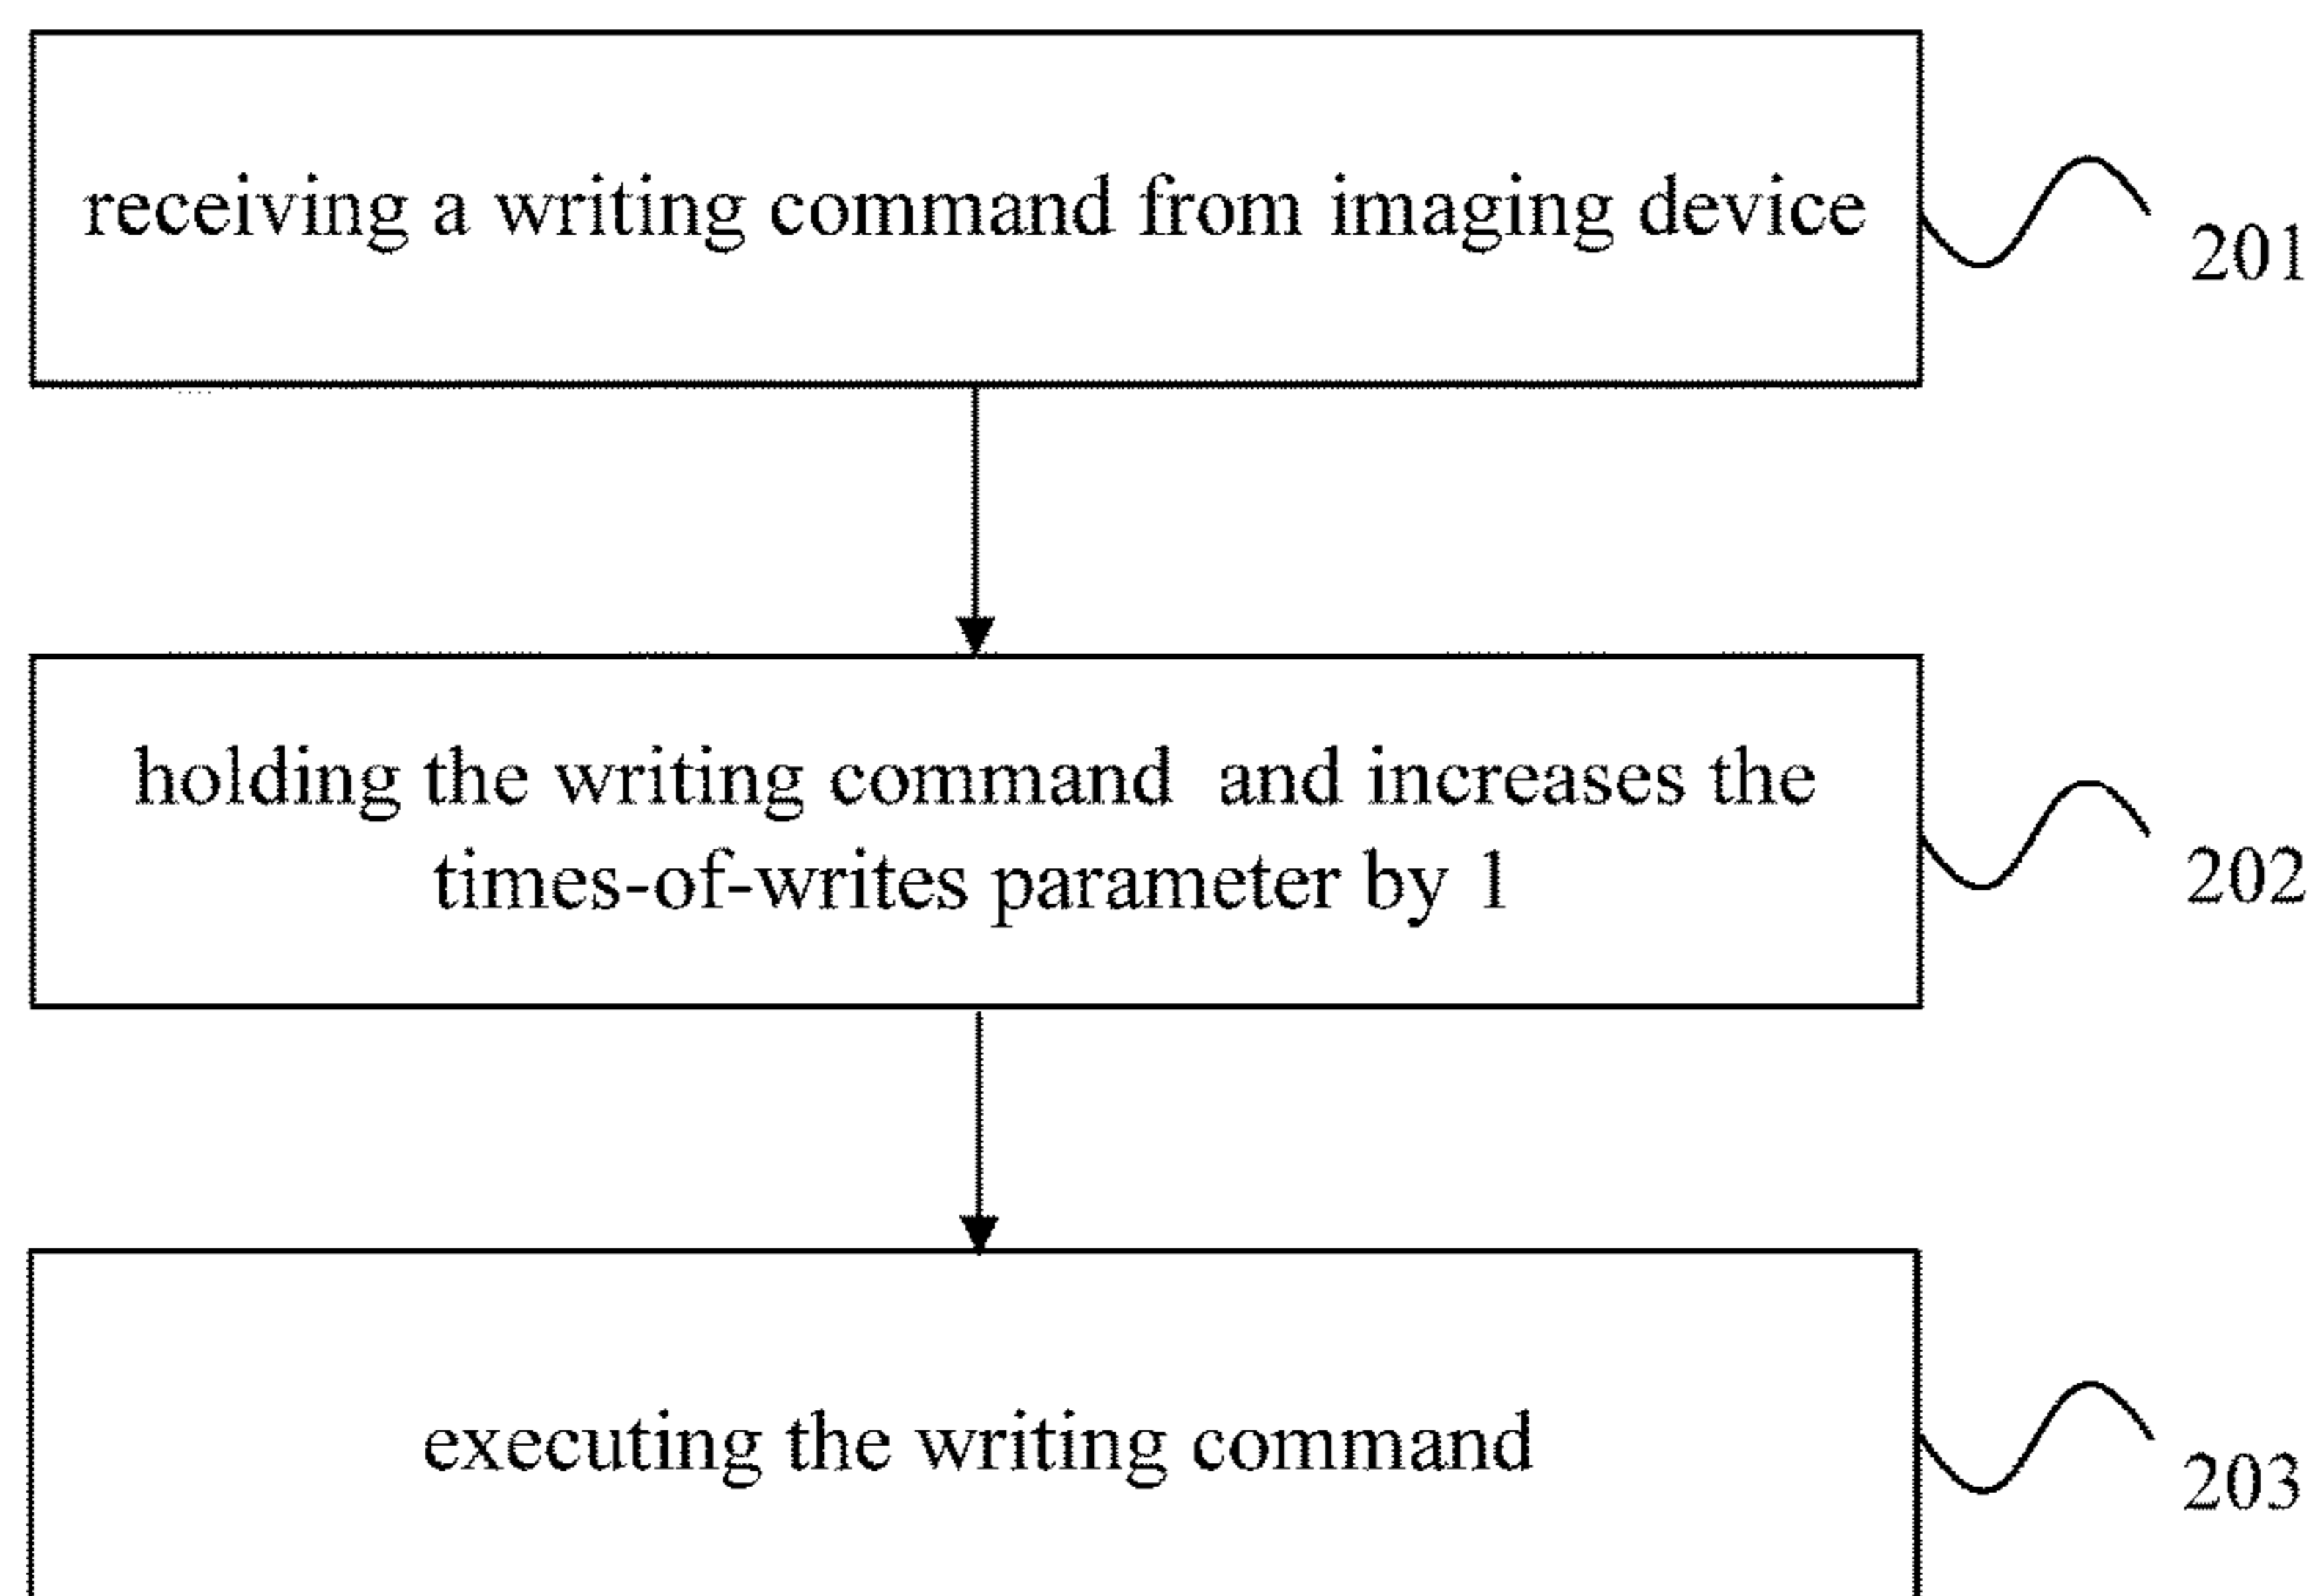 receiving a writing command from imaging device
201
holding the writing command and increases the
times-of-writes parameter by 1
202
executing the writing command
203